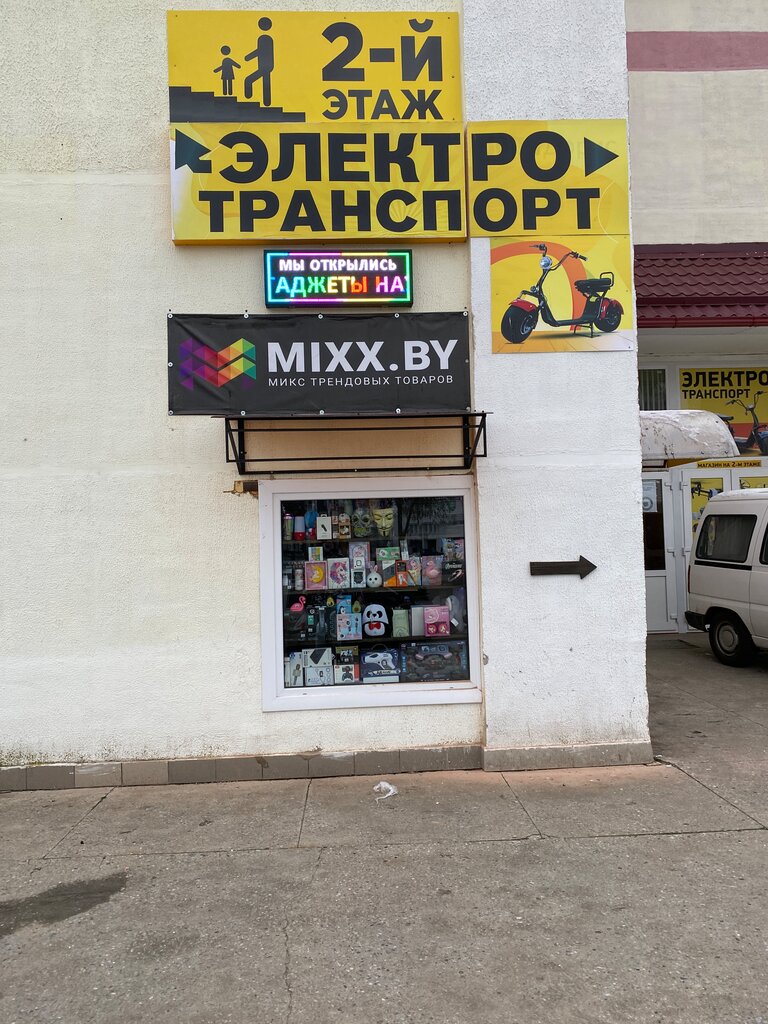 2-Й
ЭТАЖ
ЭЛЕКТРО
ТРАНСПОРТ
МЫ ОТКРЫЛИСЬ
АДЖЕТЫ НА
MIXX.BY
МИКС ТРЕНДОВЫХ ТОВАРОВ
ЭЛЕКТРО
ТРАНСПОРТ
МАГАЗИН НА 2-М ЭТАЖЕ